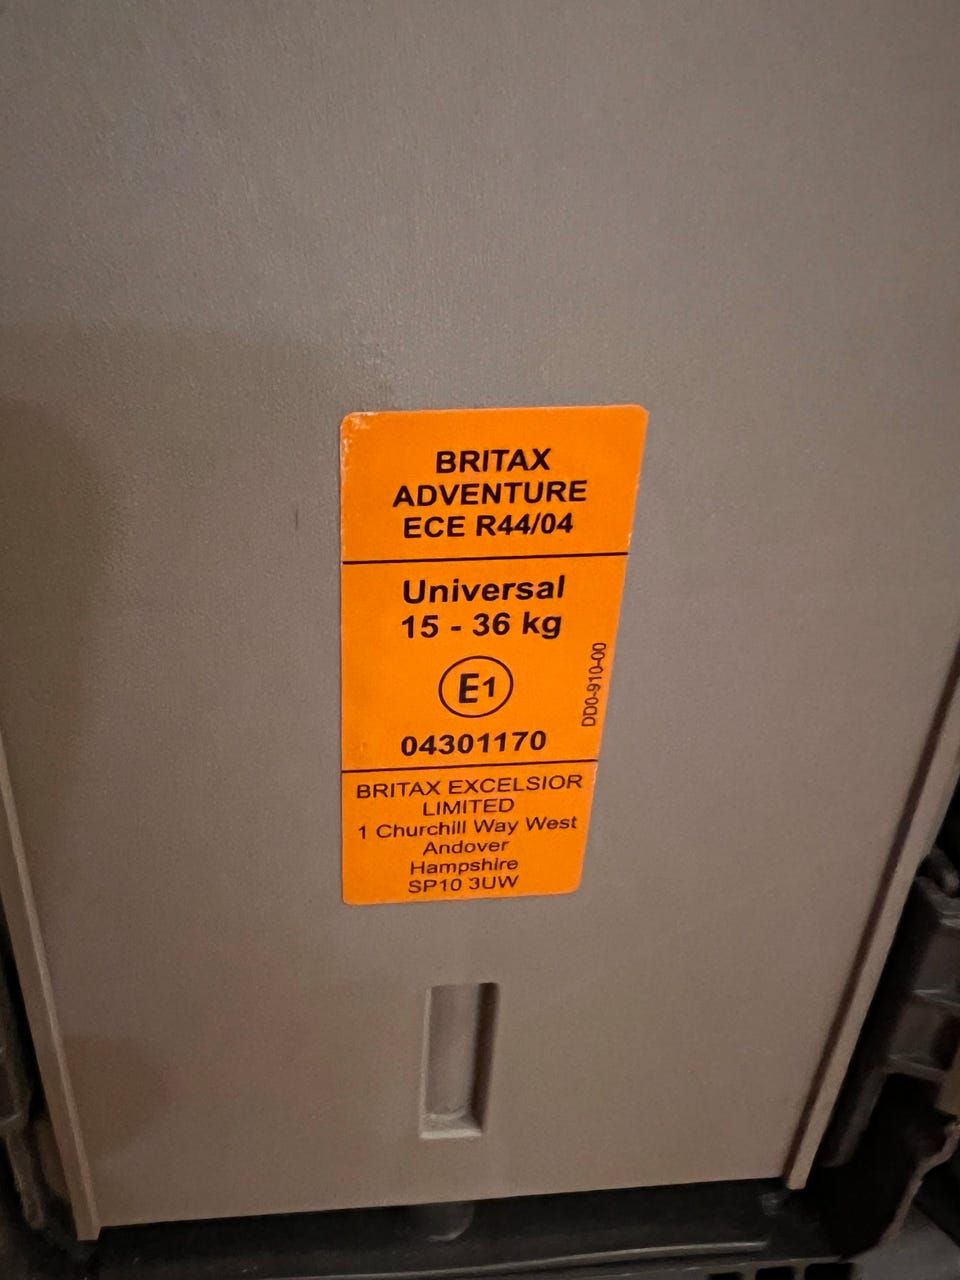 BRITAX
ADVENTURE
ECE R44/04
Universal
15 - 36 kg
E1
DD0-910-00
04301170
BRITAX EXCELSIOR
LIMITED
1 Churchill Way West
Andover
Hampshire
SP10 3UW